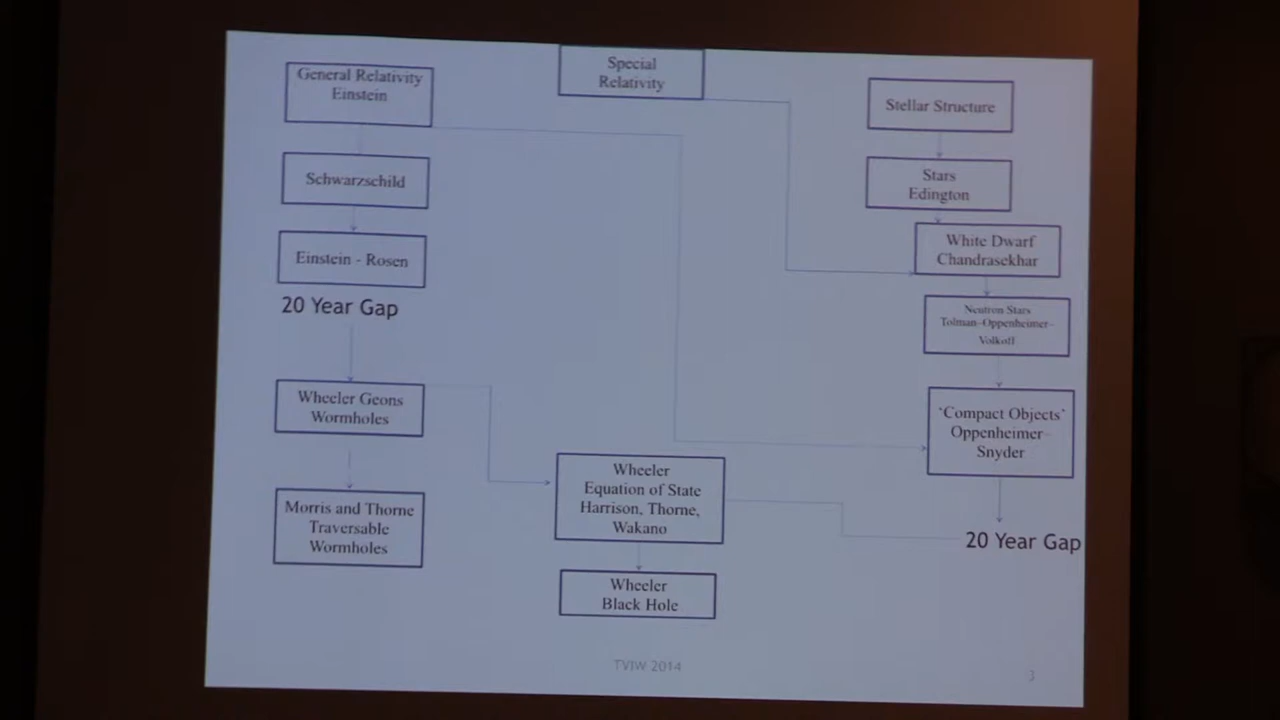 General Relativity
Einstein
Schwarzschild
Einstein - Rosen
20 Year Gap
Wheeler Geons
Wormholes
Morris and Thorne
Traversable
Wormholes
Special
Relativity
Wheeler
Equation of State
Harrison, Thorne,
Wakano
Wheeler
Black Hole
Stellar Structure
Stars
Edington
White Dwarf
Chandrasekhar
Neutron Stars
Tolman–Oppenheimer–
Volkoff
'Compact Objects'
Oppenheimer–
Snyder
20 Year Gap
TVIW 2014
3